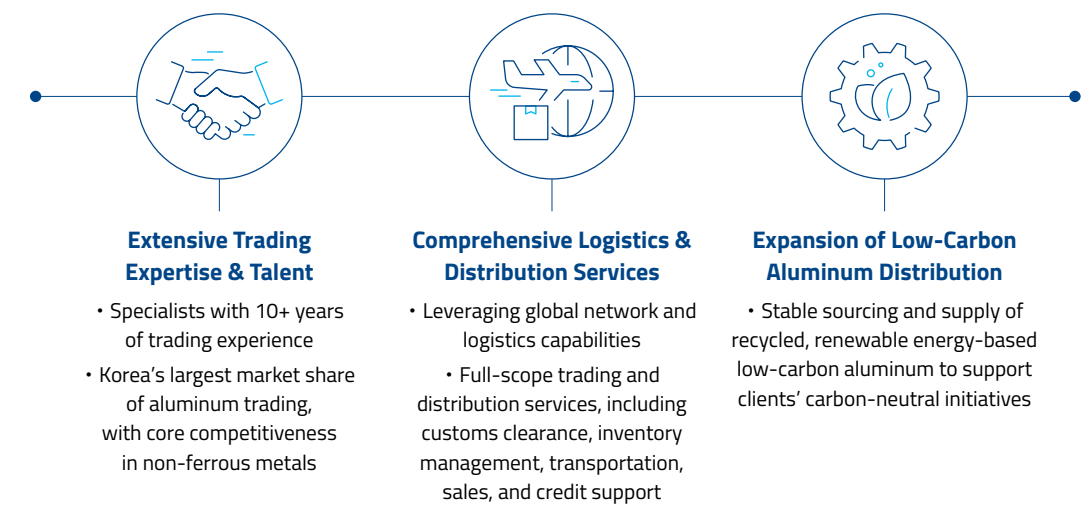 Extensive Trading
Expertise & Talent
・Specialists with 10+ years
of trading experience
・Korea’s largest market share
of aluminum trading,
with core competitiveness
in non-ferrous metals
Comprehensive Logistics &
Distribution Services
・Leveraging global network and
logistics capabilities
・Full-scope trading and
distribution services, including
customs clearance, inventory
management, transportation,
sales, and credit support
Expansion of Low-Carbon
Aluminum Distribution
・Stable sourcing and supply of
recycled, renewable energy-based
low-carbon aluminum to support
clients’ carbon-neutral initiatives